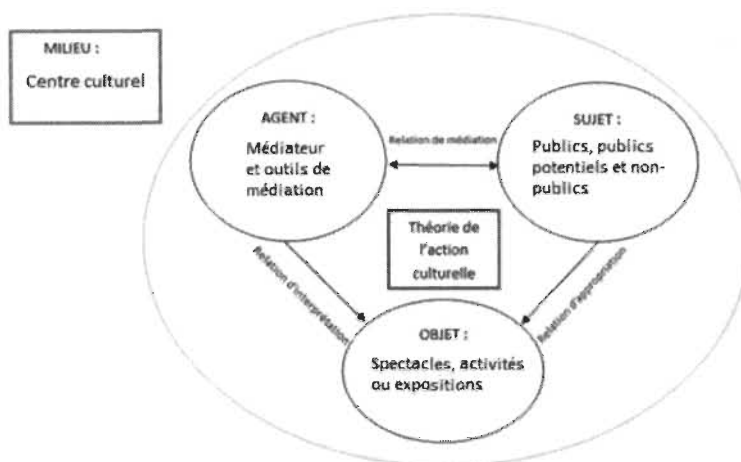 MILIEU :
Centre culturel
AGENT :
Médiateur
et outils de
médiation
Relation de médiation
SUJET :
Publics, publics
potentiels et non-
publics
Théorie de
l'action
culturelle
Relation d'interprétation
Relation d'appropriation
OBJET :
Spectacles, activités
ou expositions